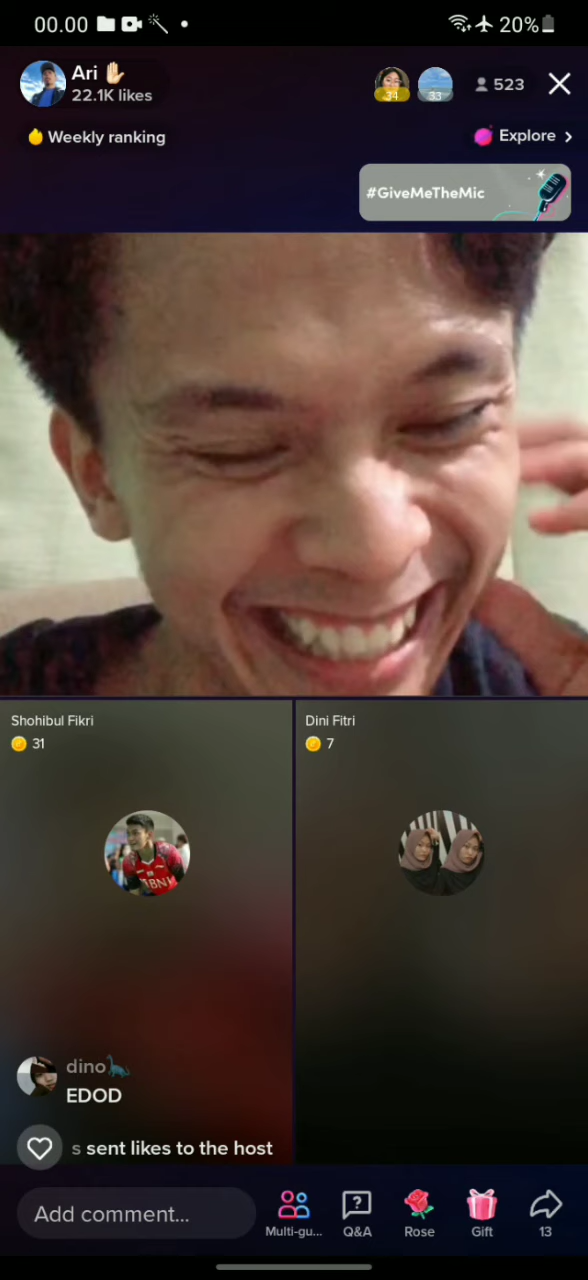 00.00
20%
Ari ✋🏻
22.1K likes
34
33
523
Weekly ranking
Explore >
#GiveMeTheMic
Shohibul Fikri
31
Dini Fitri
7
BNI
dino🦕
EDOD
s sent likes to the host
Add comment...
Multi-gu...
Q&A
Rose
Gift
13